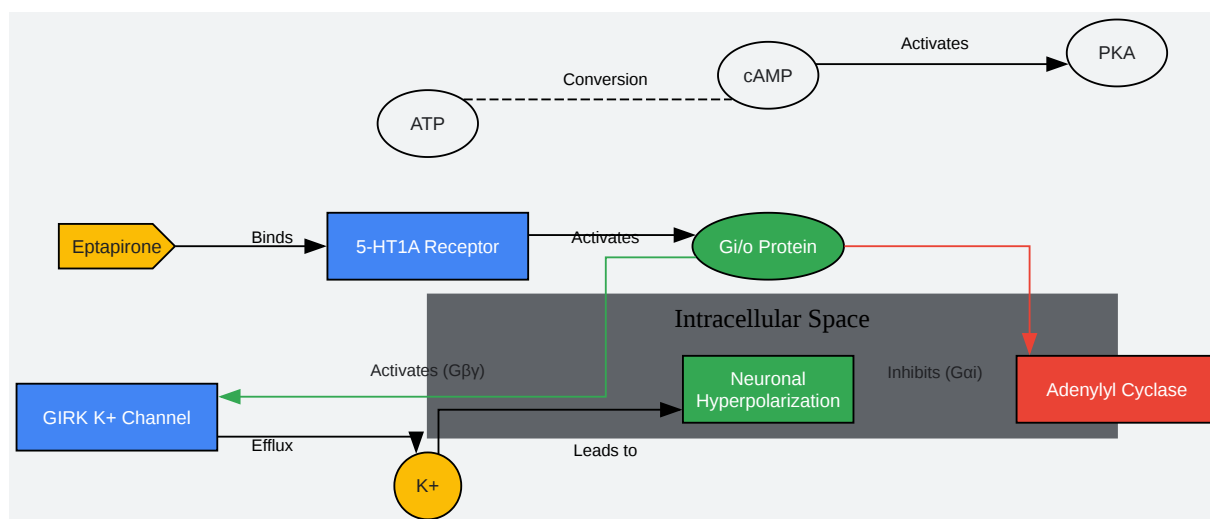 Activates
PKA
cAMP
Conversion
ATP
Eptapirone
Binds
5-HT1A Receptor
Activates
Gi/o Protein
Intracellular Space
Activates (Gβγ)
Neuronal
Hyperpolarization
Inhibits (Gαi)
Adenylyl Cyclase
GIRK K+ Channel
Efflux
Leads to
K+